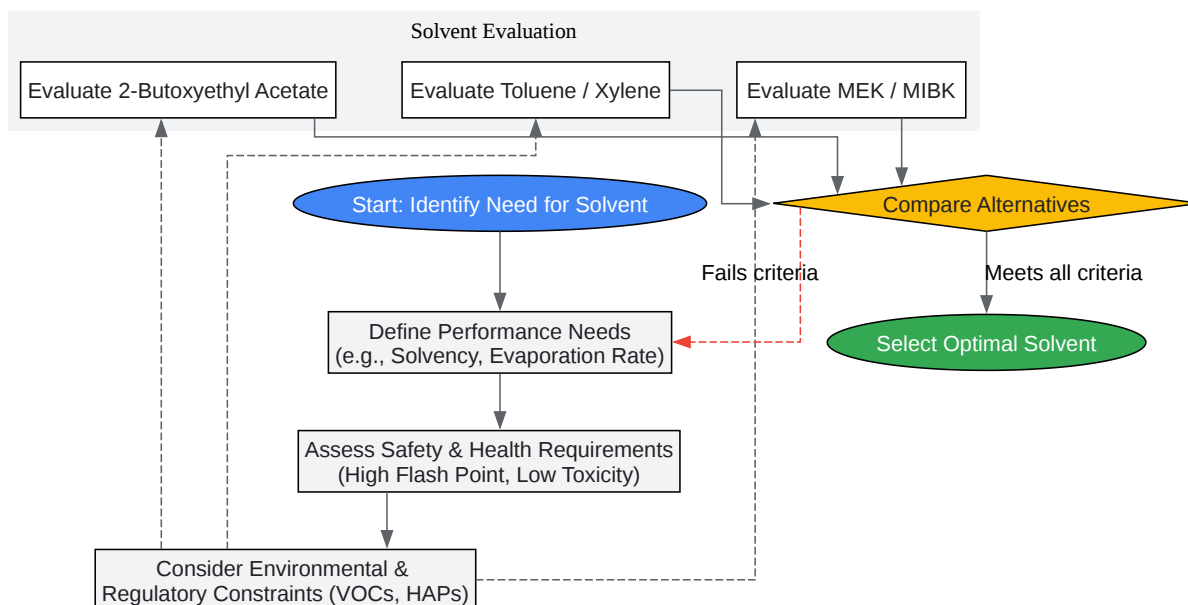 Solvent Evaluation
Evaluate 2-Butoxyethyl Acetate
Evaluate Toluene / Xylene
Evaluate MEK / MIBK
Start: Identify Need for Solvent
Compare Alternatives
Fails criteria
Meets all criteria
Define Performance Needs
(e.g., Solvency, Evaporation Rate)
Select Optimal Solvent
Assess Safety & Health Requirements
(High Flash Point, Low Toxicity)
Consider Environmental &
Regulatory Constraints (VOCs, HAPs)